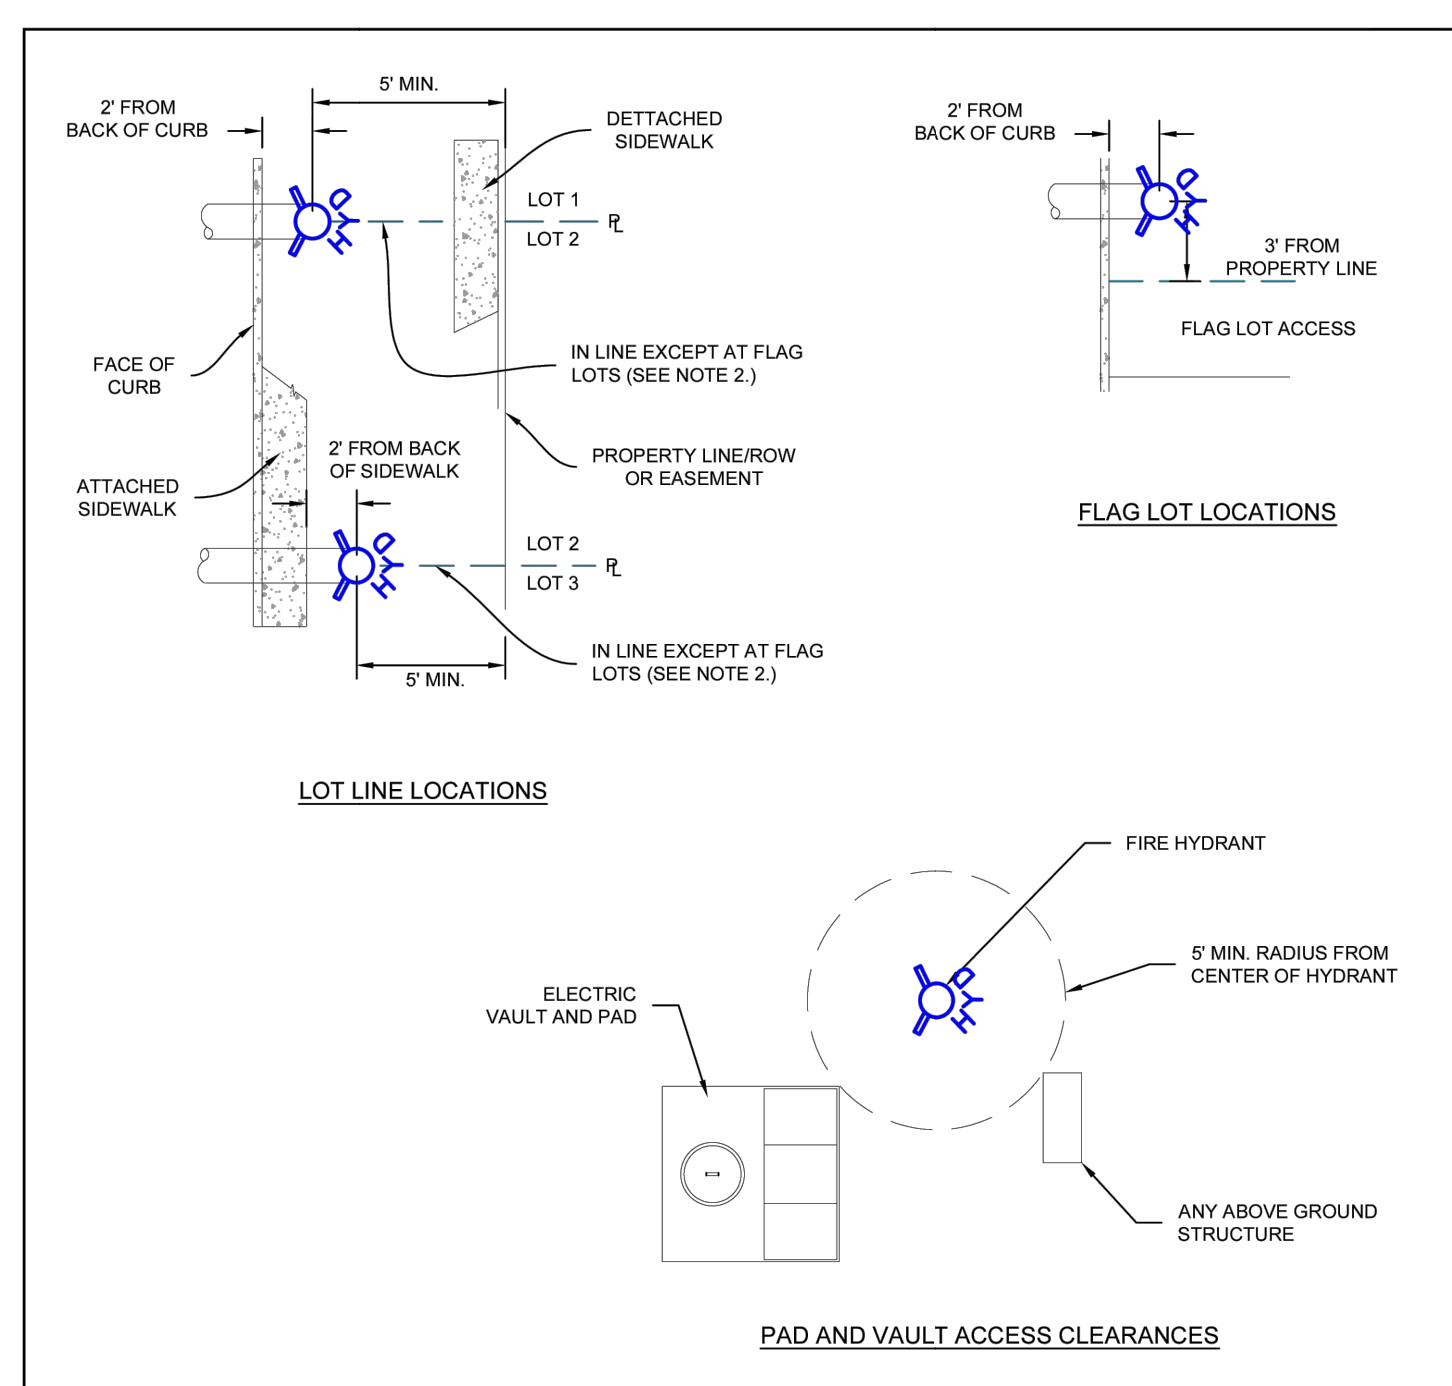 5' MIN.
2' FROM
BACK OF CURB
DETTACHED
SIDEWALK
HYD
LOT 1
LOT 2
PL
FACE OF
CURB
IN LINE EXCEPT AT FLAG
LOTS (SEE NOTE 2.)
2' FROM BACK
OF SIDEWALK
PROPERTY LINE/ROW
OR EASEMENT
ATTACHED
SIDEWALK
HYD
LOT 2
LOT 3
PL
IN LINE EXCEPT AT FLAG
LOTS (SEE NOTE 2.)
5' MIN.
LOT LINE LOCATIONS
2' FROM
BACK OF CURB
HYD
3' FROM
PROPERTY LINE
FLAG LOT ACCESS
FLAG LOT LOCATIONS
FIRE HYDRANT
5' MIN. RADIUS FROM
CENTER OF HYDRANT
HYD
ELECTRIC
VAULT AND PAD
ANY ABOVE GROUND
STRUCTURE
PAD AND VAULT ACCESS CLEARANCES